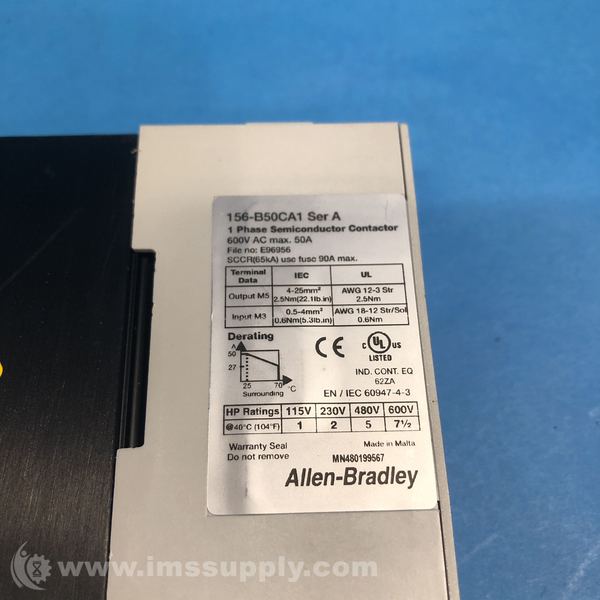 156-B50CA1 Ser A
1 Phase Semiconductor Contactor
600V AC max. 50A
File no: E96956
SCCR(65kA) use fuse 90A max.
Terminal Data IEC UL
Output M5 4-25mm² 2.5Nm(22.1lb.in) AWG 12-3 Str 2.5Nm
Input M3 0.5-4mm² 0.6Nm(5.3lb.in) AWG 18-12 Str/Sol 0.6Nm
Derating
A
50
27
25 70 °C
Surrounding
CE
c UL us
LISTED
IND. CONT. EQ
62ZA
EN / IEC 60947-4-3
HP Ratings 115V 230V 480V 600V
@40°C (104°F) 1 2 5 7½
Warranty Seal
Do not remove
Made in Malta
MN480199567
Allen-Bradley
www.imssupply.com